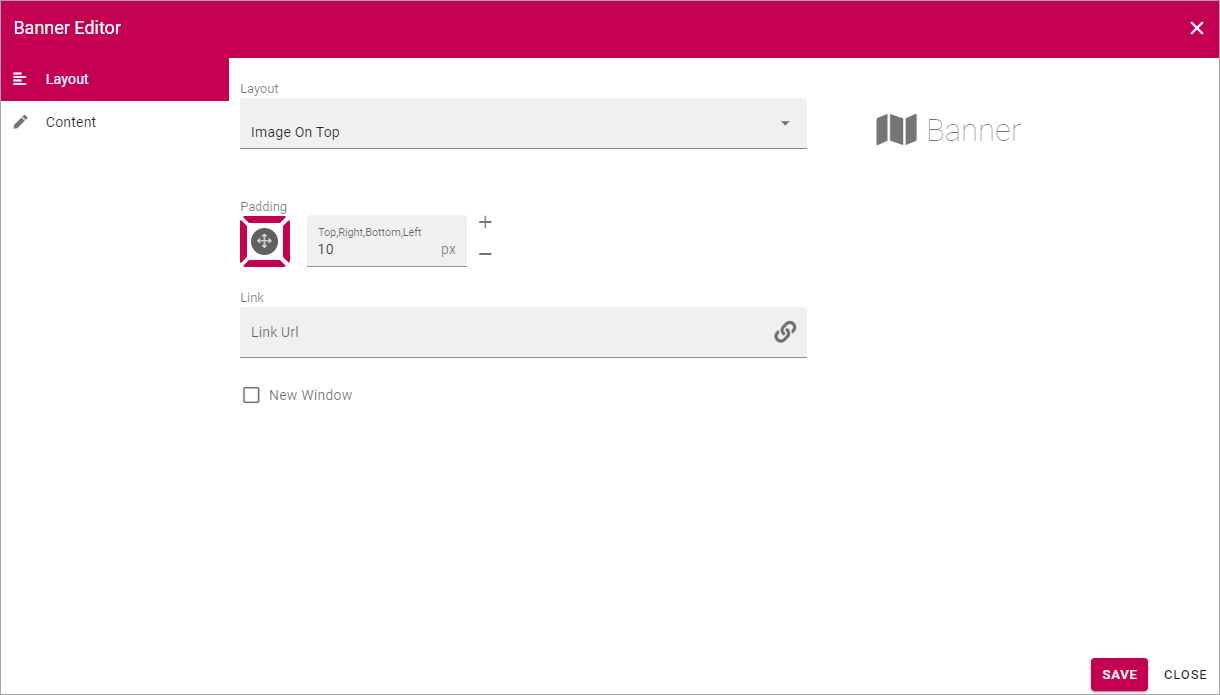 Banner Editor
Layout
Content
Layout
Image On Top
Banner
Padding
Top,Right,Bottom,Left
10 px
Link
Link Url
New Window
SAVE CLOSE